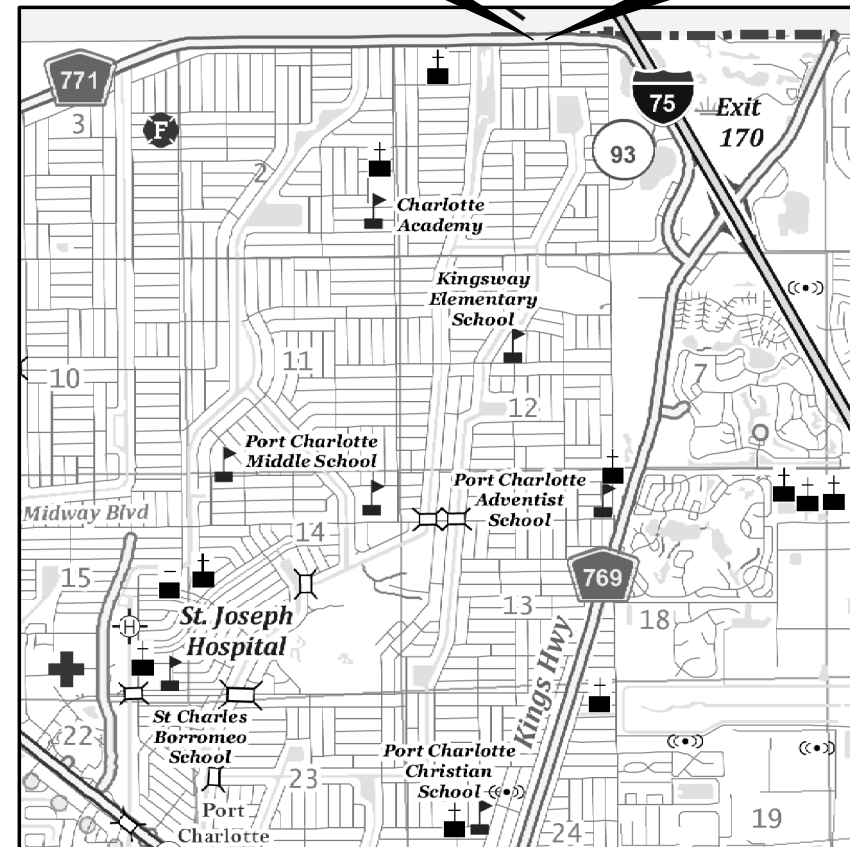 771
75
Exit
170
3
F
93
2
Charlotte
Academy
Kingsway
Elementary
School
11
10
7
12
Port Charlotte
Middle School
Port Charlotte
Adventist
School
Midway Blvd
14
15
769
13
18
H
St. Joseph
Hospital
Kings Hwy
St Charles
Borromeo
School
22
Port Charlotte
Christian
School
23
Port
Charlotte
19
24